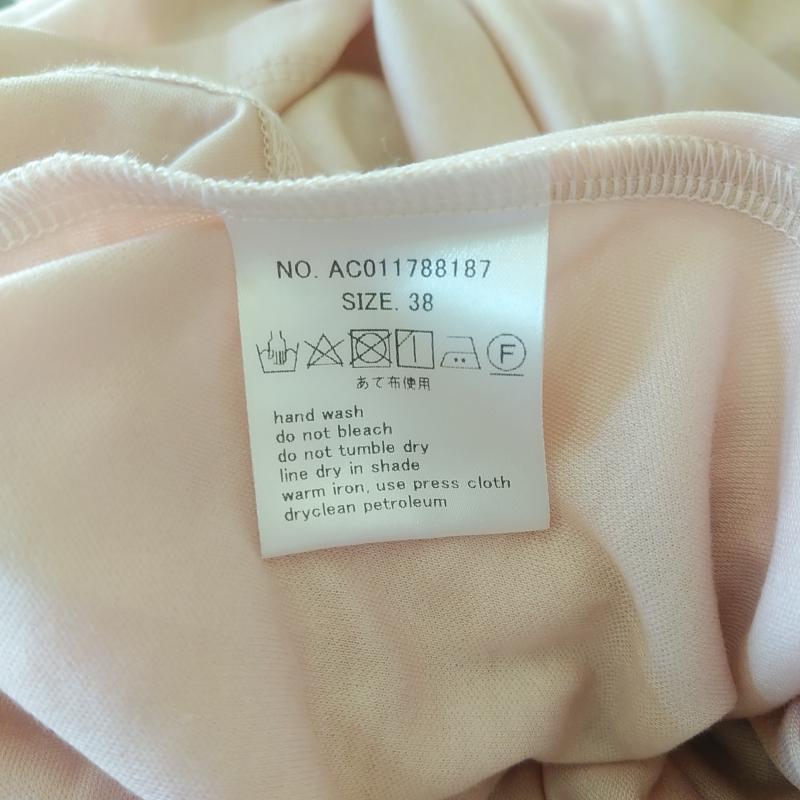 NO. AC011788187
SIZE. 38
F
あて布使用
hand wash
do not bleach
do not tumble dry
line dry in shade
warm iron, use press cloth
dryclean petroleum